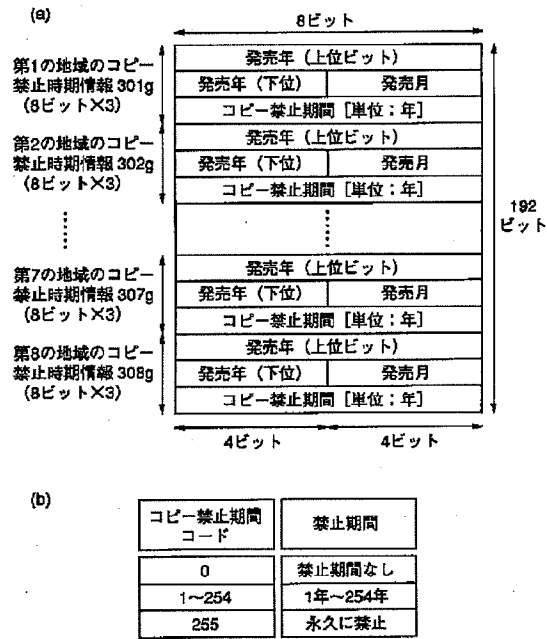 (a)
8ビット
第1の地域のコピー
禁止時期情報 301g
(8ビット×3)
発売年 (上位ビット)
発売年 (下位)
発売月
コピー禁止期間 [単位:年]
第2の地域のコピー
禁止時期情報 302g
(8ビット×3)
発売年 (上位ビット)
発売年 (下位)
発売月
コピー禁止期間 [単位:年]
192
ビット
第7の地域のコピー
禁止時期情報 307g
(8ビット×3)
発売年 (上位ビット)
発売年 (下位)
発売月
コピー禁止期間 [単位:年]
第8の地域のコピー
禁止時期情報 308g
(8ビット×3)
発売年 (上位ビット)
発売年 (下位)
発売月
コピー禁止期間 [単位:年]
4ビット
4ビット
(b)
コピー禁止期間
コード
禁止期間
0
禁止期間なし
1~254
1年~254年
255
永久に禁止